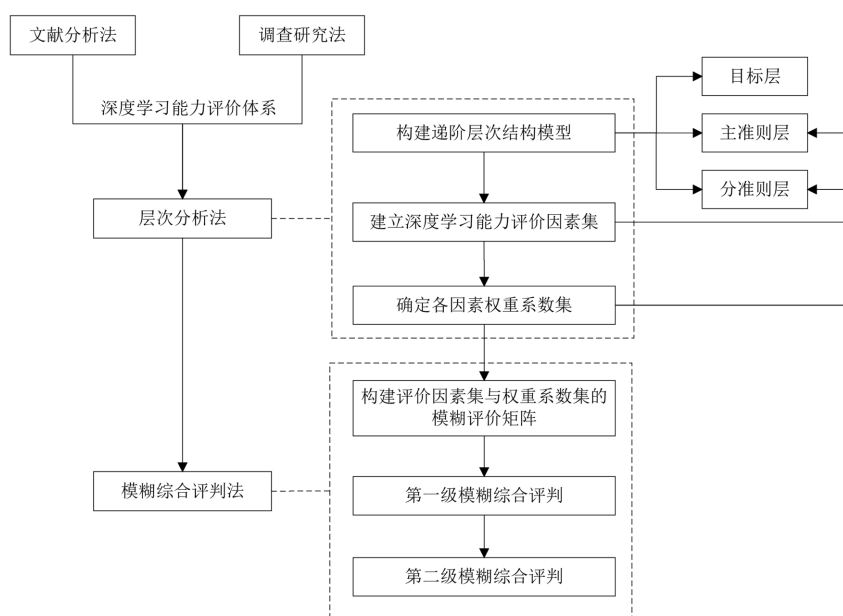 文献分析法
调查研究法
深度学习能力评价体系
目标层
构建递阶层次结构模型
主准则层
分准则层
层次分析法
建立深度学习能力评价因素集
确定各因素权重系数集
构建评价因素集与权重系数集的
模糊评价矩阵
模糊综合评判法
第一级模糊综合评判
第二级模糊综合评判